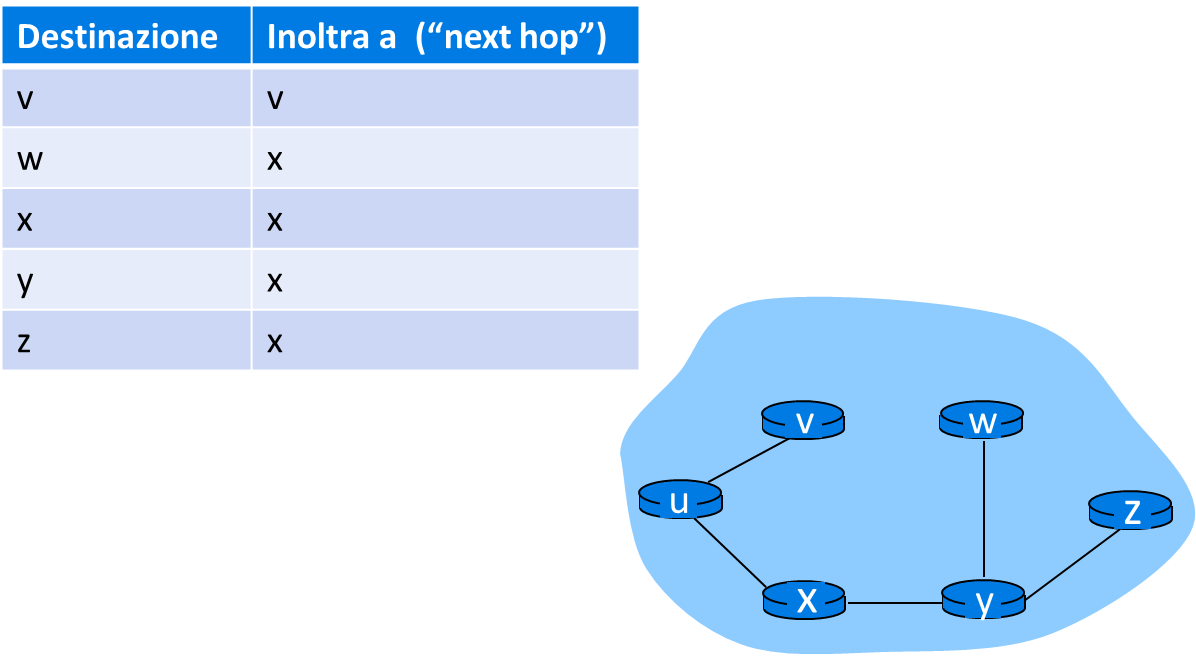 Destinazione Inoltra a (“next hop”)
v v
w x
x x
y x
z x
v w
u z
x y